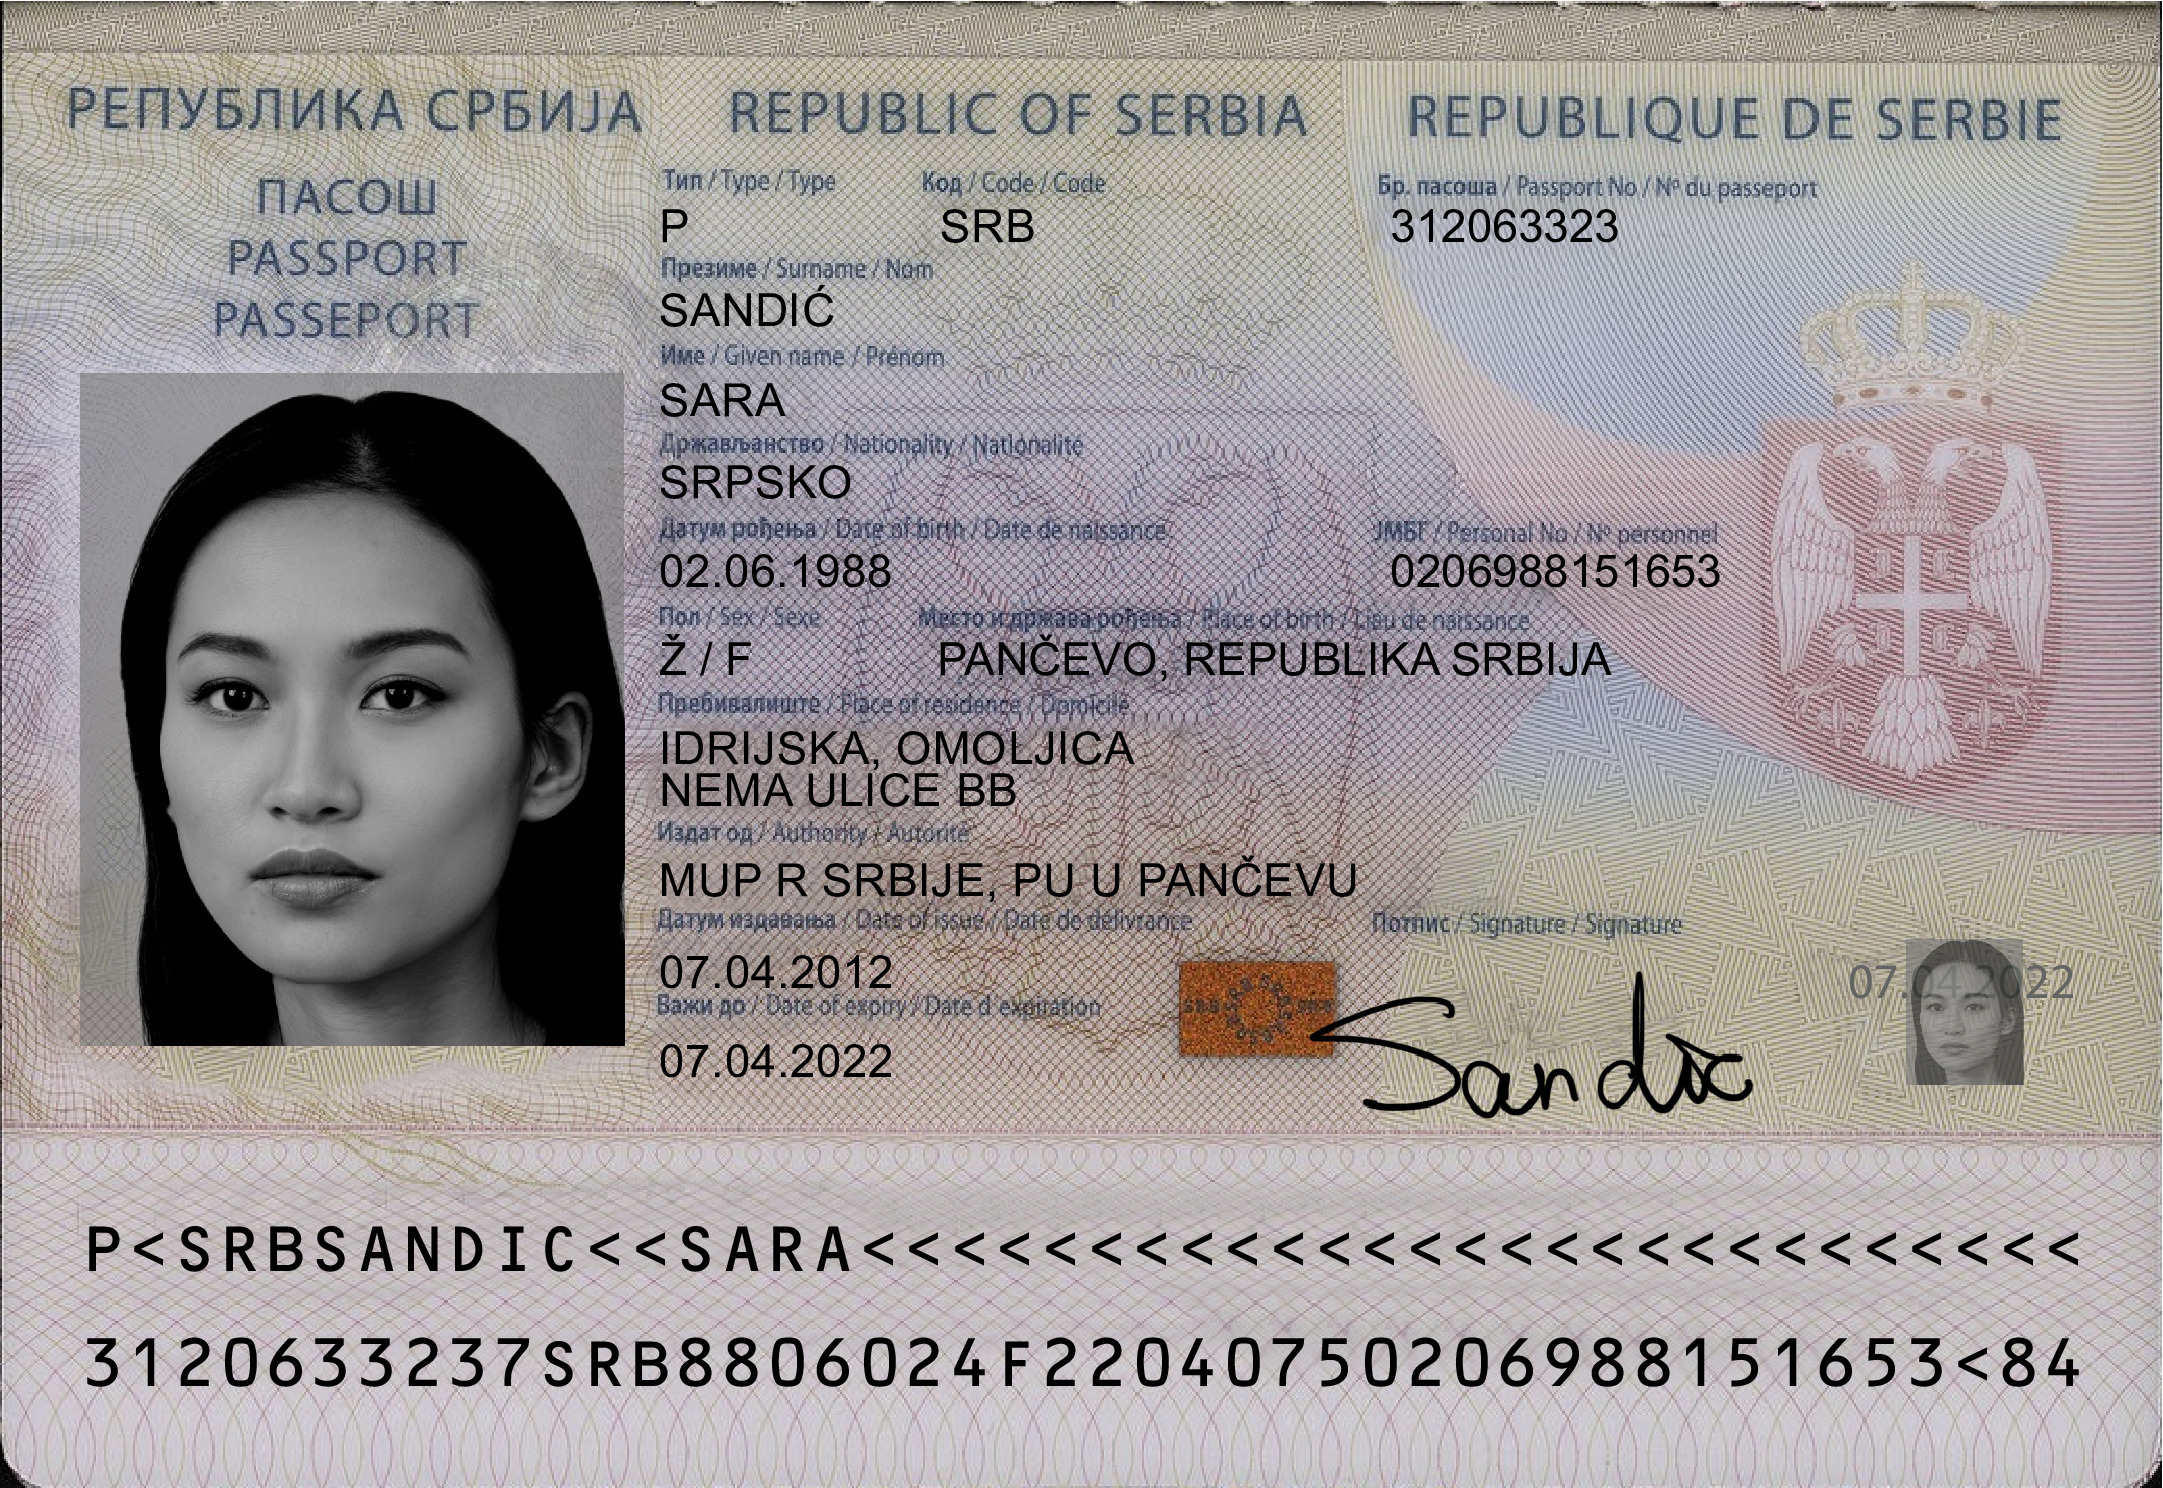 РЕПУБЛИКА СРБИЈА REPUBLIC OF SERBIA REPUBLIQUE DE SERBIE
ПАСОШ
PASSPORT
PASSEPORT
Тип / Type / Type Код / Code / Code Бр. пасоша / Passport No / Nº du passeport
P SRB 312063323
Презиме / Surname / Nom
SANDIĆ
Име / Given name / Prénom
SARA
Држављанство / Nationality / Nationalité
SRPSKO
Датум рођења / Date of birth / Date de naissance ЈМБГ / Personal No / Nº personnel
02.06.1988 0206988151653
Пол / Sex / Sexe Место и држава рођења / Place of birth / Lieu de naissance
Ž / F PANČEVO, REPUBLIKA SRBIJA
Пребивалиште / Place of residence / Domicile
IDRIJSKA, OMOLJICA
NEMA ULICE BB
Издат од / Authority / Autorité
MUP R SRBIJE, PU U PANČEVU
Датум издавања / Date of issue / Date de délivrance Потпис / Signature / Signature
07.04.2012 07.04.2022
Важи до / Date of expiry / Date d expiration
07.04.2022 Sandic
P<SRBSANDIC<<SARA<<<<<<<<<<<<<<<<<<<<<<<<<<<
3120633237SRB8806024F22040750206988151653<84